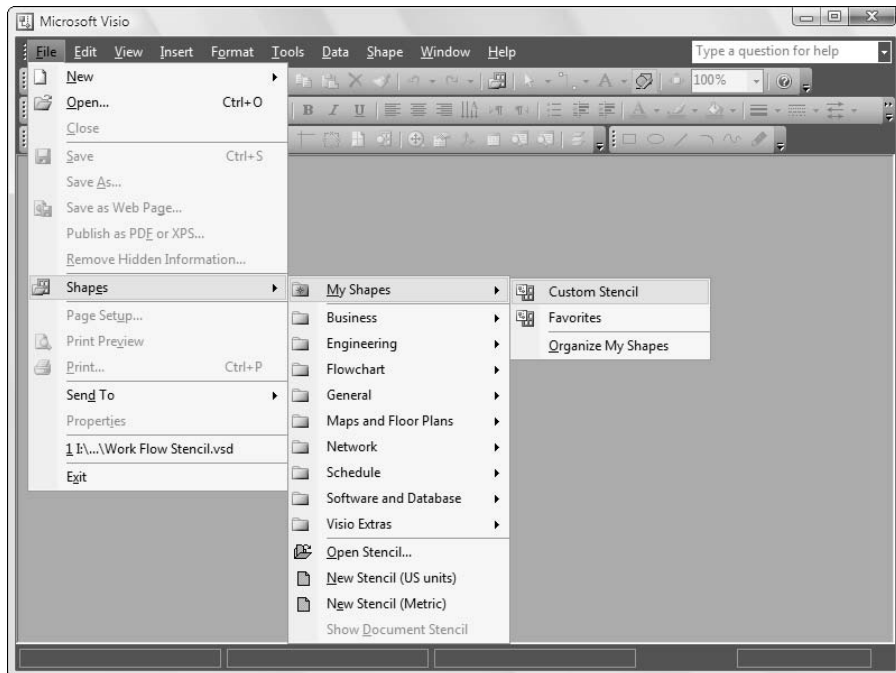 Microsoft Visio
File Edit View Insert Format Tools Data Shape Window Help Type a question for help
New
Open... Ctrl+O
Close
Save Ctrl+S
Save As...
Save as Web Page...
Publish as PDF or XPS...
Remove Hidden Information...
Shapes
Page Setup...
Print Preview
Print... Ctrl+P
Send To
Properties
1 I:\...\Work Flow Stencil.vsd
Exit
My Shapes
Business
Engineering
Flowchart
General
Maps and Floor Plans
Network
Schedule
Software and Database
Visio Extras
Open Stencil...
New Stencil (US units)
New Stencil (Metric)
Show Document Stencil
Custom Stencil
Favorites
Organize My Shapes
100%
B I U
A
A